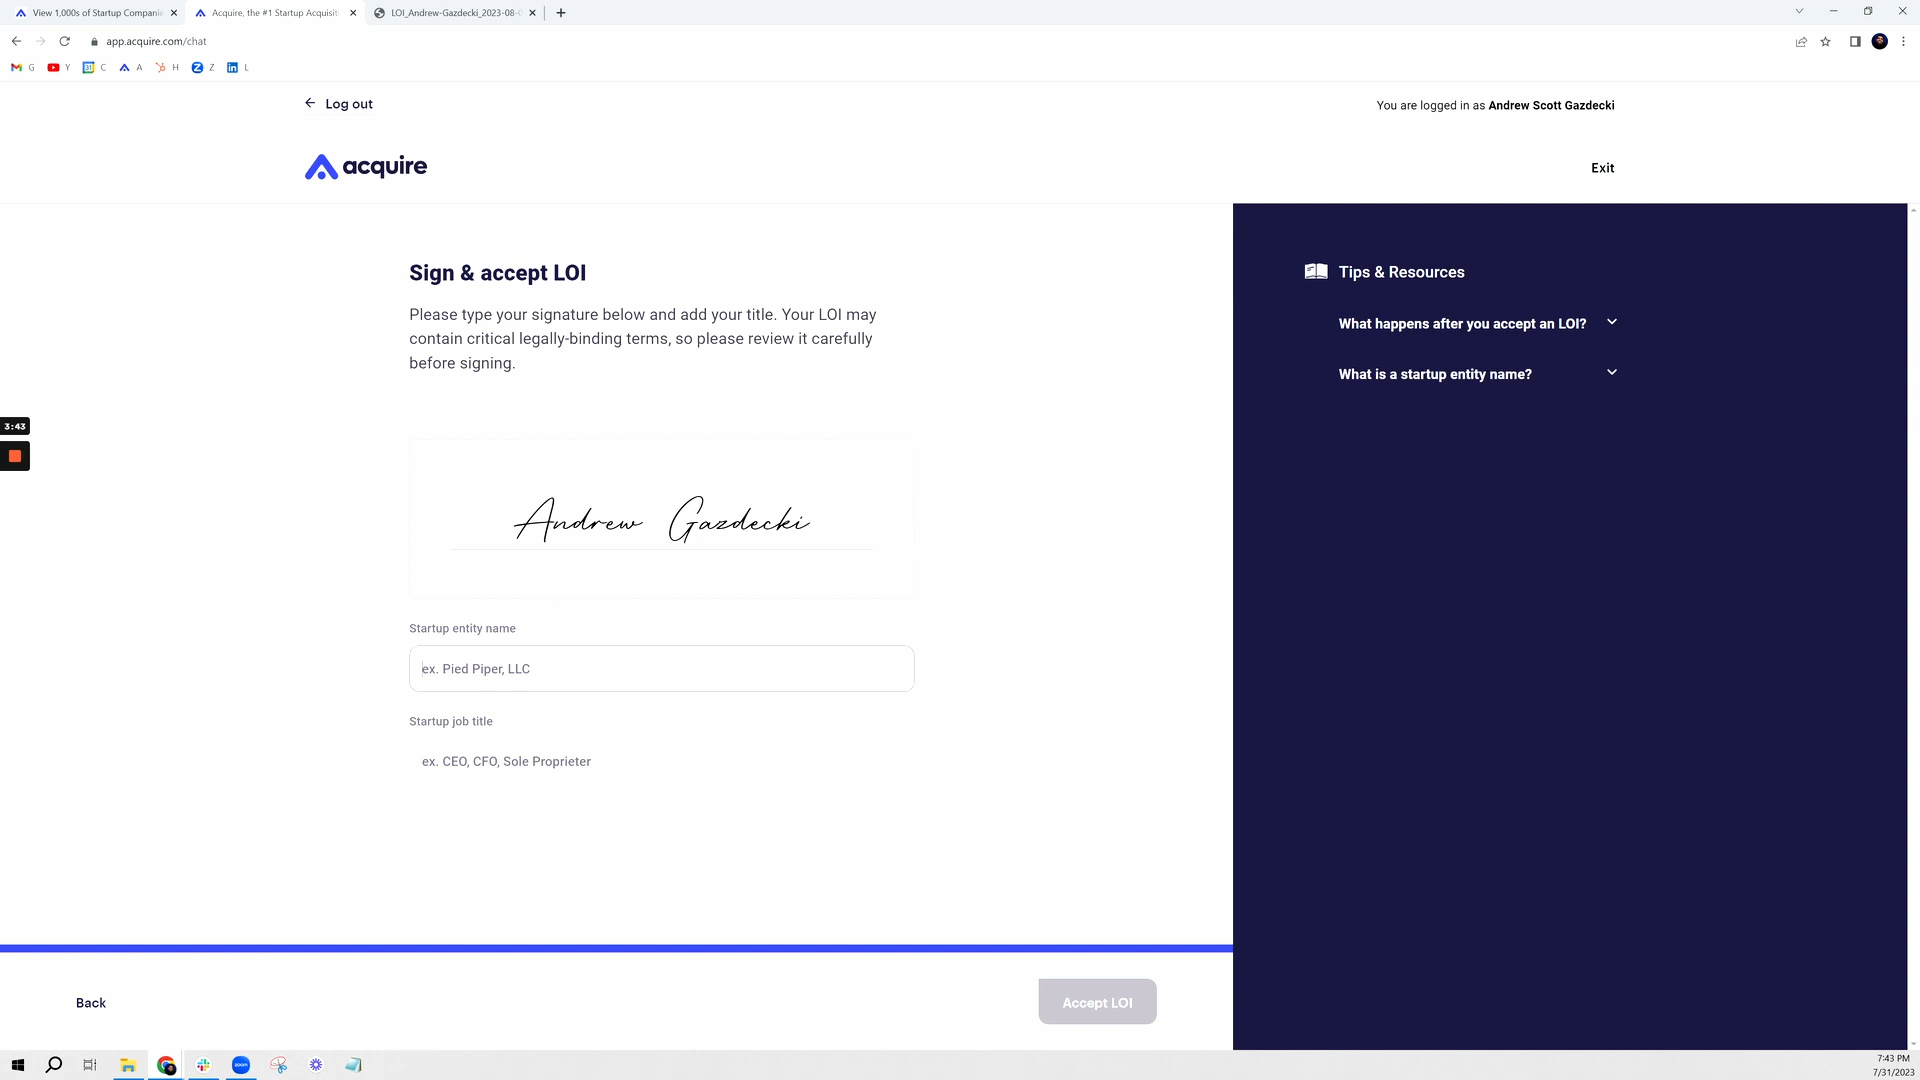 View 1,000s of Startup Companie
Acquire, the #1 Startup Acquisit
LOI_Andrew-Gazdecki_2023-08-0
app.acquire.com/chat
G
Y
C
A
H
Z
L
Log out
You are logged in as Andrew Scott Gazdecki
acquire
Exit
Sign & accept LOI
Please type your signature below and add your title. Your LOI may
contain critical legally-binding terms, so please review it carefully
before signing.
Tips & Resources
What happens after you accept an LOI?
What is a startup entity name?
3:43
Andrew Gazdecki
Startup entity name
ex. Pied Piper, LLC
Startup job title
ex. CEO, CFO, Sole Proprieter
Back
Accept LOI
zoom
7:43 PM
7/31/2023